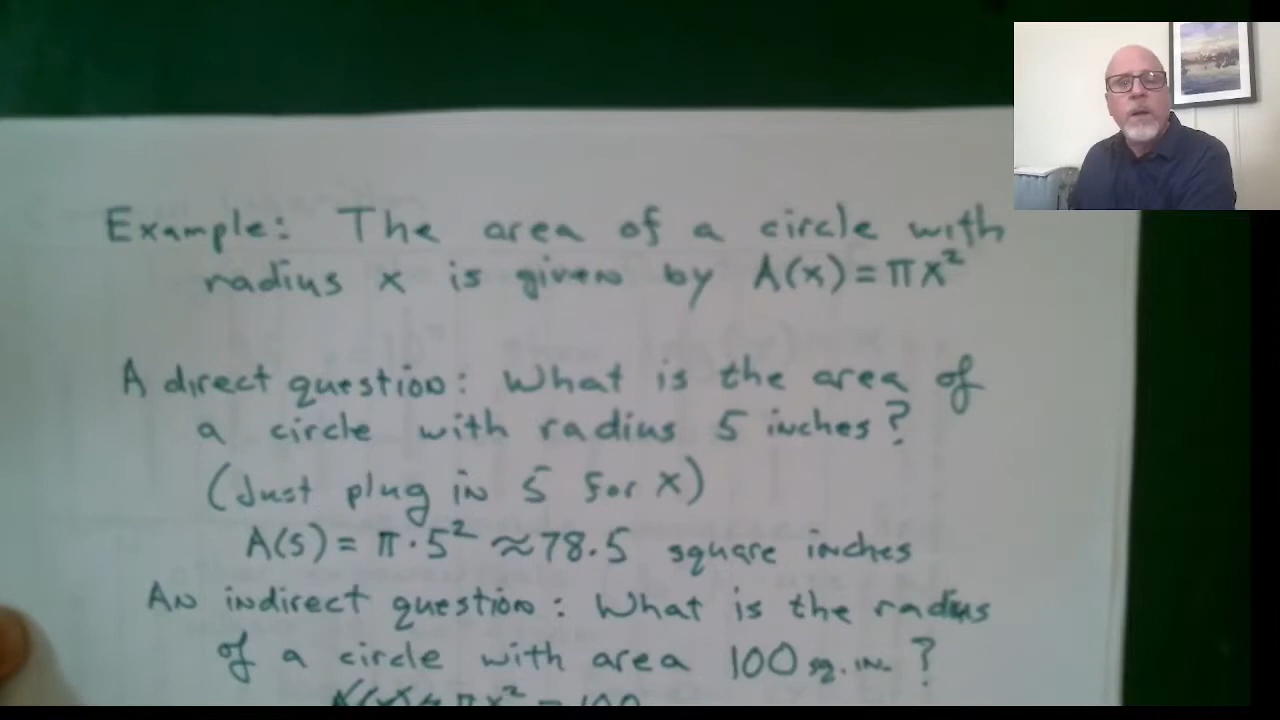 Example: The area of a circle with
radius x is given by A(x) = πx²
A direct question: What is the area of
a circle with radius 5 inches?
(Just plug in 5 for x)
A(5) = π·5² ≈ 78.5 square inches
An indirect question: What is the radius
of a circle with area 100 sq. in. ?
πx² = 100